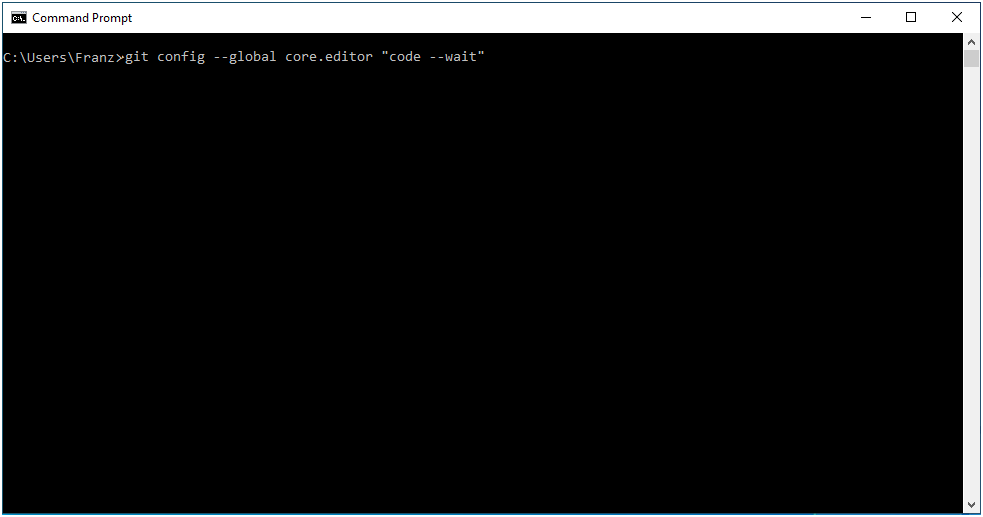 Command Prompt
C:\Users\Franz>git config --global core.editor "code --wait"